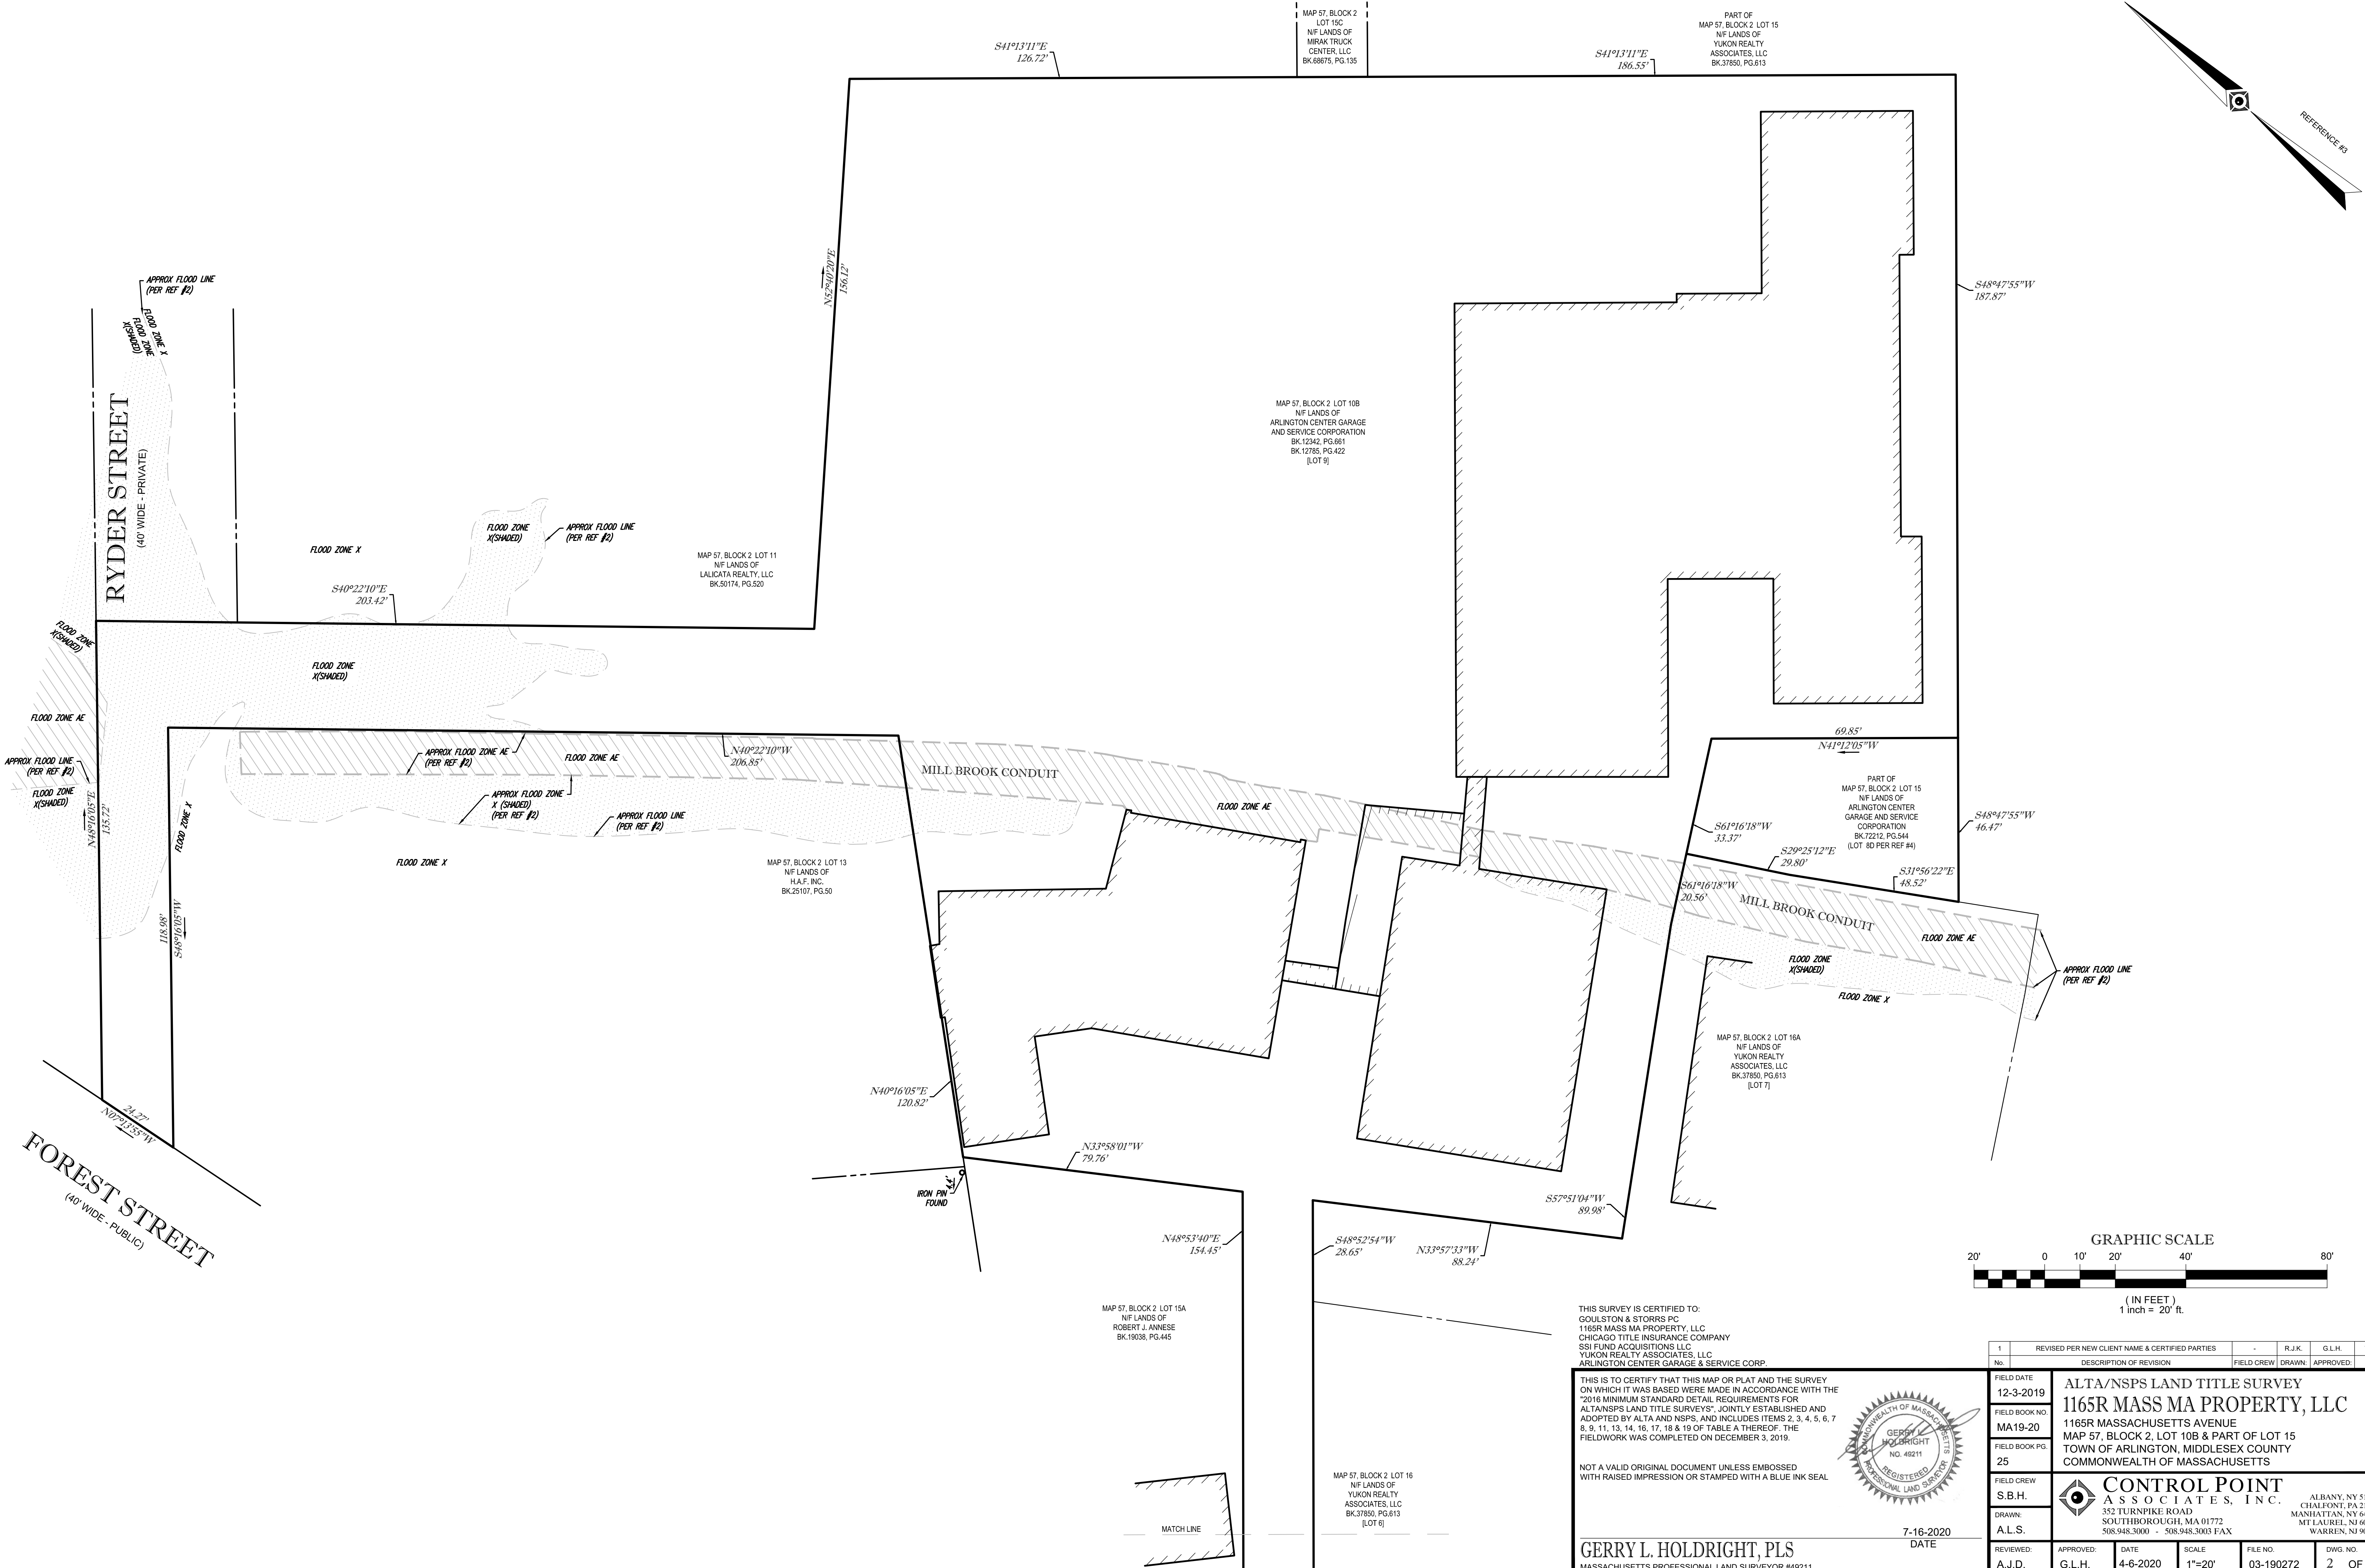 MAP 57, BLOCK 2
LOT 15C
N/F LANDS OF
MIRAK TRUCK
CENTER, LLC
BK.68675, PG.135
PART OF
MAP 57, BLOCK 2 LOT 15
N/F LANDS OF
YUKON REALTY
ASSOCIATES, LLC
BK.37850, PG.613
S41°13'11"E
126.72'
S41°13'11"E
186.55'
REFERENCE #3
N52°40'20"E
156.12'
S48°47'55"W
187.87'
APPROX FLOOD LINE
(PER REF #2)
FLOOD ZONE X
FLOOD ZONE
X(SHADED)
RYDER STREET
(40' WIDE - PRIVATE)
MAP 57, BLOCK 2 LOT 10B
N/F LANDS OF
ARLINGTON CENTER GARAGE
AND SERVICE CORPORATION
BK.12342, PG.661
BK.12785, PG.422
[LOT 9]
FLOOD ZONE
X(SHADED)
APPROX FLOOD LINE
(PER REF #2)
FLOOD ZONE X
MAP 57, BLOCK 2 LOT 11
N/F LANDS OF
LALICATA REALTY, LLC
BK.50174, PG.520
S40°22'10"E
203.42'
FLOOD ZONE
X(SHADED)
FLOOD ZONE
X(SHADED)
FLOOD ZONE AE
APPROX FLOOD LINE
(PER REF #2)
FLOOD ZONE
X(SHADED)
N48°16'05"E
135.72'
FLOOD ZONE X
118.98'
S48°16'05"W
APPROX FLOOD ZONE AE
(PER REF #2)
FLOOD ZONE AE
N40°22'10"W
206.85'
MILL BROOK CONDUIT
APPROX FLOOD ZONE
X (SHADED)
(PER REF #2)
APPROX FLOOD LINE
(PER REF #2)
FLOOD ZONE AE
FLOOD ZONE X
MAP 57, BLOCK 2 LOT 13
N/F LANDS OF
H.A.F. INC.
BK.25107, PG.50
69.85'
N41°12'05"W
PART OF
MAP 57, BLOCK 2 LOT 15
N/F LANDS OF
ARLINGTON CENTER
GARAGE AND SERVICE
CORPORATION
BK.72212, PG.544
(LOT 8D PER REF #4)
S48°47'55"W
46.47'
S61°16'18"W
33.37'
S29°25'12"E
29.80'
S31°56'22"E
48.52'
S61°16'18"W
20.56'
MILL BROOK CONDUIT
FLOOD ZONE AE
FLOOD ZONE
X(SHADED)
FLOOD ZONE X
APPROX FLOOD LINE
(PER REF #2)
MAP 57, BLOCK 2 LOT 16A
N/F LANDS OF
YUKON REALTY
ASSOCIATES, LLC
BK.37850, PG.613
[LOT 7]
24.27'
N07°13'55"W
FOREST STREET
(40' WIDE - PUBLIC)
N40°16'05"E
120.82'
N33°58'01"W
79.76'
IRON PIN
FOUND
S57°51'04"W
89.98'
N48°53'40"E
154.45'
S48°52'54"W
28.65'
N33°57'33"W
88.24'
MAP 57, BLOCK 2 LOT 15A
N/F LANDS OF
ROBERT J. ANNESE
BK.19038, PG.445
MAP 57, BLOCK 2 LOT 16
N/F LANDS OF
YUKON REALTY
ASSOCIATES, LLC
BK.37850, PG.613
[LOT 6]
MATCH LINE
GRAPHIC SCALE
20' 0 10' 20' 40' 80'
( IN FEET )
1 inch = 20' ft.
THIS SURVEY IS CERTIFIED TO:
GOULSTON & STORRS PC
1165R MASS MA PROPERTY, LLC
CHICAGO TITLE INSURANCE COMPANY
SSI FUND ACQUISITIONS LLC
YUKON REALTY ASSOCIATES, LLC
ARLINGTON CENTER GARAGE & SERVICE CORP.
THIS IS TO CERTIFY THAT THIS MAP OR PLAT AND THE SURVEY
ON WHICH IT WAS BASED WERE MADE IN ACCORDANCE WITH THE
"2016 MINIMUM STANDARD DETAIL REQUIREMENTS FOR
ALTA/NSPS LAND TITLE SURVEYS", JOINTLY ESTABLISHED AND
ADOPTED BY ALTA AND NSPS, AND INCLUDES ITEMS 2, 3, 4, 5, 6, 7
8, 9, 11, 13, 14, 16, 17, 18 & 19 OF TABLE A THEREOF. THE
FIELDWORK WAS COMPLETED ON DECEMBER 3, 2019.
NOT A VALID ORIGINAL DOCUMENT UNLESS EMBOSSED
WITH RAISED IMPRESSION OR STAMPED WITH A BLUE INK SEAL
COMMONWEALTH OF MASSACHUSETTS
GERRY L.
HOLDRIGHT
NO. 49211
REGISTERED
PROFESSIONAL LAND SURVEYOR
7-16-2020
DATE
GERRY L. HOLDRIGHT, PLS
MASSACHUSETTS PROFESSIONAL LAND SURVEYOR #49211
1 REVISED PER NEW CLIENT NAME & CERTIFIED PARTIES - R.J.K. G.L.H.
No. DESCRIPTION OF REVISION FIELD CREW DRAWN: APPROVED:
FIELD DATE
12-3-2019
FIELD BOOK NO.
MA19-20
FIELD BOOK PG.
25
FIELD CREW
S.B.H.
DRAWN:
A.L.S.
ALTA/NSPS LAND TITLE SURVEY
1165R MASS MA PROPERTY, LLC
1165R MASSACHUSETTS AVENUE
MAP 57, BLOCK 2, LOT 10B & PART OF LOT 15
TOWN OF ARLINGTON, MIDDLESEX COUNTY
COMMONWEALTH OF MASSACHUSETTS
CONTROL POINT
ASSOCIATES, INC.
352 TURNPIKE ROAD
SOUTHBOROUGH, MA 01772
508.948.3000 - 508.948.3003 FAX
ALBANY, NY
CHALFONT, PA
MANHATTAN, NY
MT LAUREL, NJ
WARREN, NJ
REVIEWED: APPROVED: DATE SCALE FILE NO. DWG. NO.
A.J.D. G.L.H. 4-6-2020 1"=20' 03-190272 2 OF